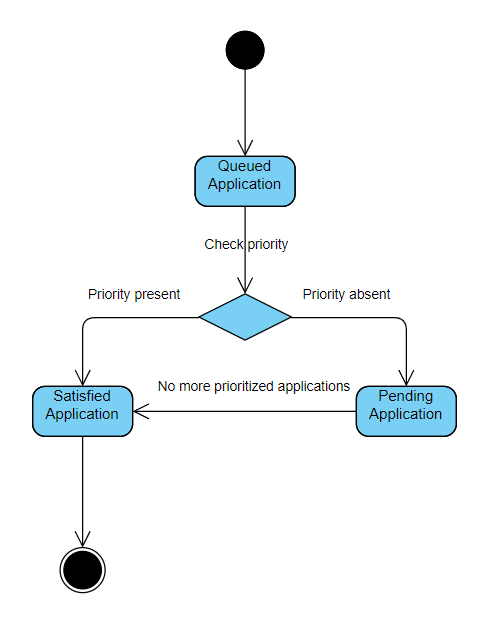 Queued
Application
Check priority
Priority present
Priority absent
No more prioritized applications
Satisfied
Application
Pending
Application